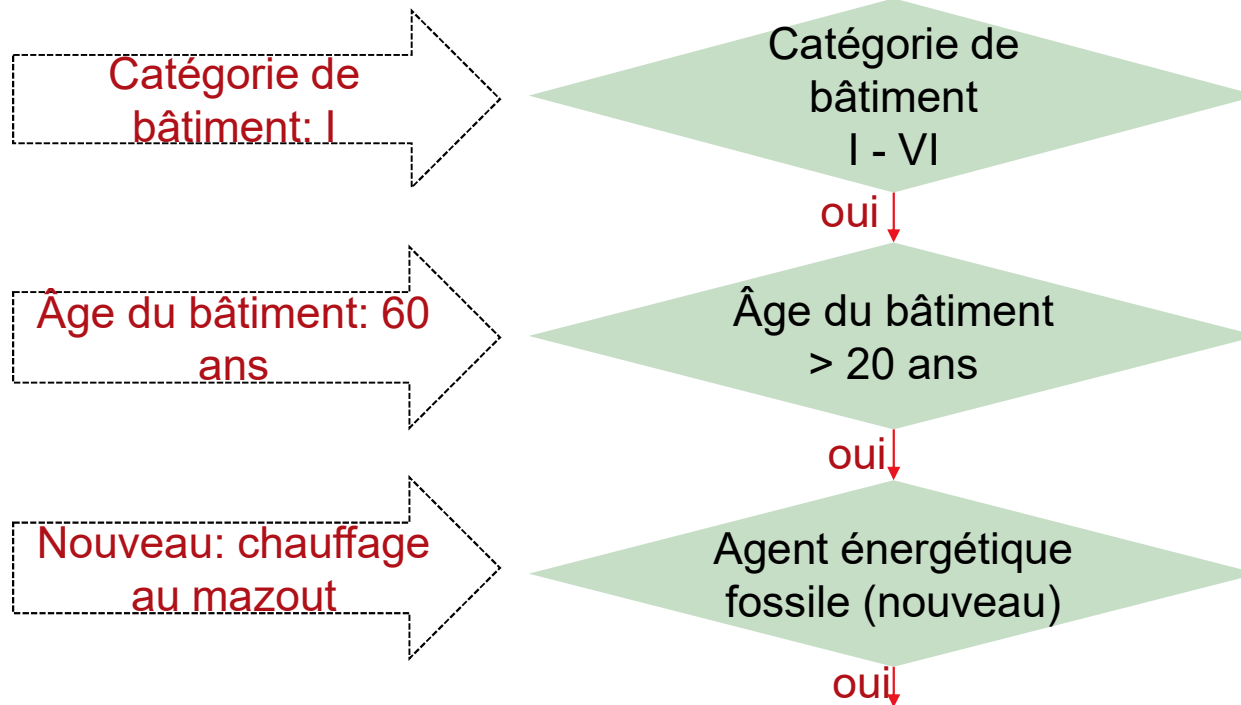 Catégorie de
bâtiment: I
Catégorie de
bâtiment
I - VI
oui
Âge du bâtiment: 60
ans
Âge du bâtiment
> 20 ans
oui
Nouveau: chauffage
au mazout
Agent énergétique
fossile (nouveau)
oui